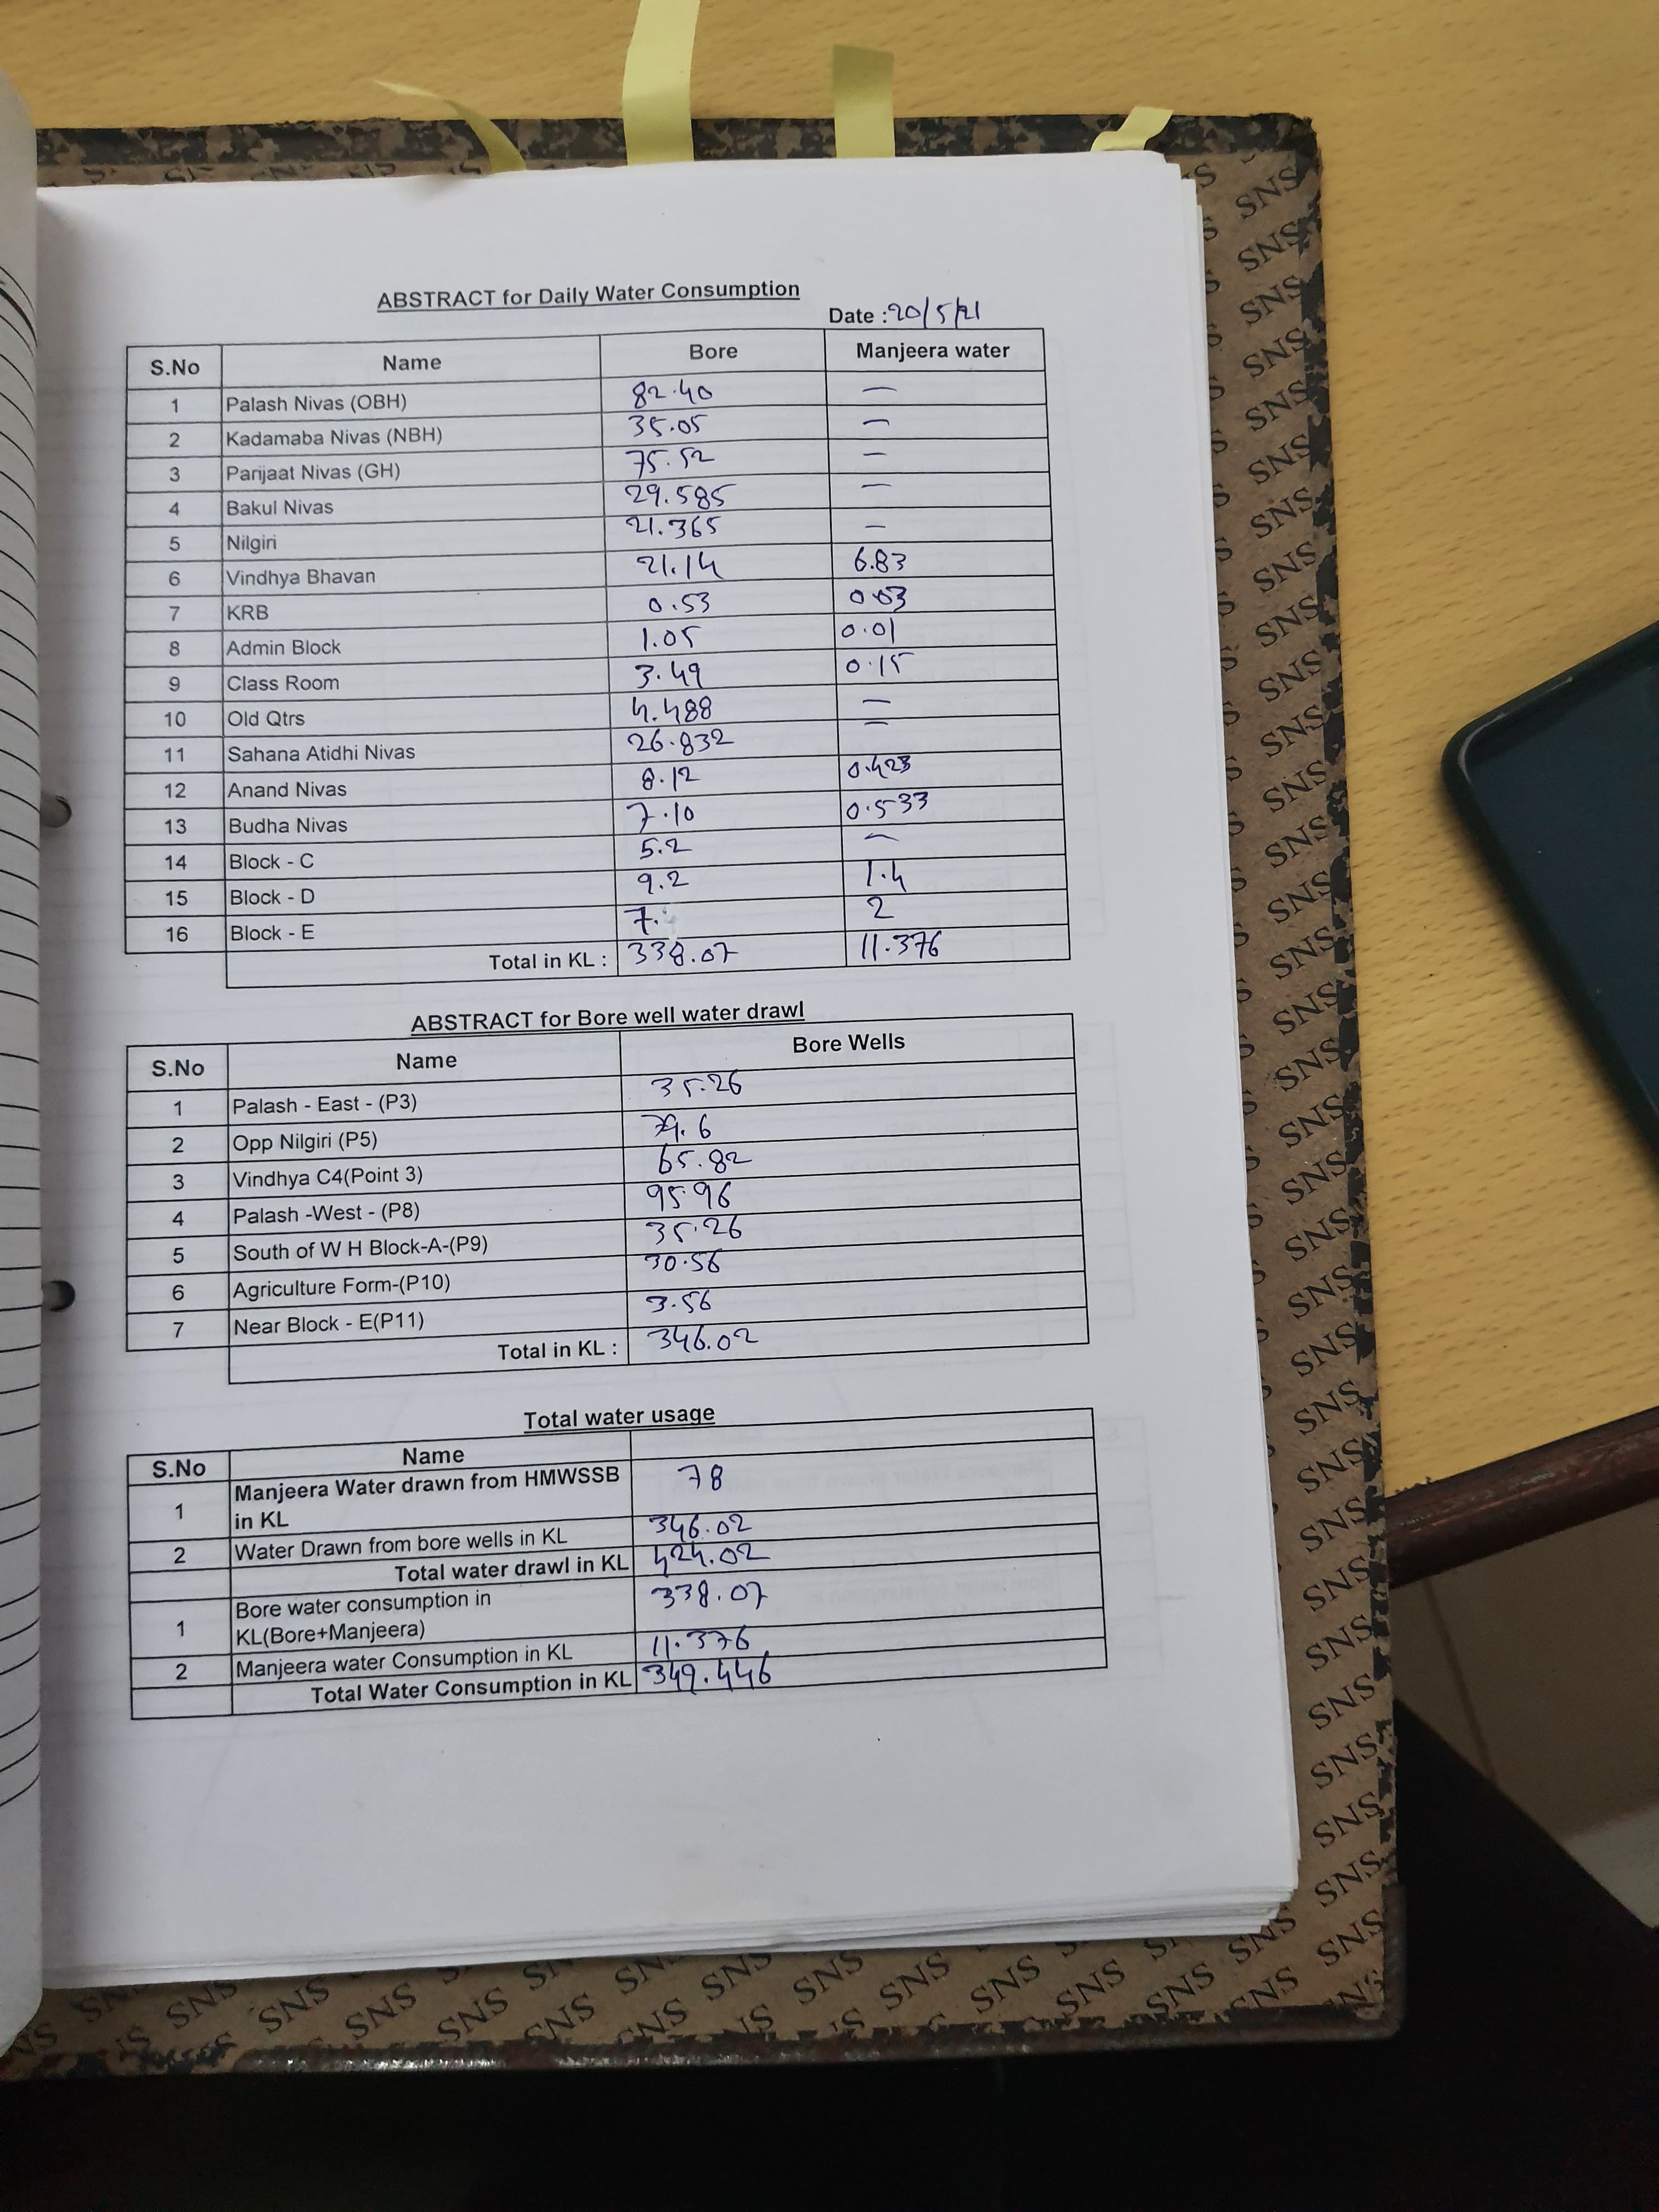 ABSTRACT for Daily Water Consumption
Date : 20/5/21
S.No Name Bore Manjeera water
1 Palash Nivas (OBH) 82.40 —
2 Kadamaba Nivas (NBH) 35.05 —
3 Parijaat Nivas (GH) 75.52 —
4 Bakul Nivas 29.585 —
5 Nilgiri 21.365 —
6 Vindhya Bhavan 21.14 6.83
7 KRB 0.53 0.03
8 Admin Block 1.05 0.01
9 Class Room 3.49 0.15
10 Old Qtrs 4.488 —
11 Sahana Atidhi Nivas 26.832 —
12 Anand Nivas 8.12 0.423
13 Budha Nivas 7.10 0.533
14 Block - C 5.2 —
15 Block - D 9.2 1.4
16 Block - E 7. 2
Total in KL : 338.07 11.376
ABSTRACT for Bore well water drawl
S.No Name Bore Wells
1 Palash - East - (P3) 35.26
2 Opp Nilgiri (P5) 79.6
3 Vindhya C4(Point 3) 65.82
4 Palash -West - (P8) 95.96
5 South of W H Block-A-(P9) 35.26
6 Agriculture Form-(P10) 30.56
7 Near Block - E(P11) 3.56
Total in KL : 346.02
Total water usage
S.No Name
1 Manjeera Water drawn from HMWSSB 78
in KL
2 Water Drawn from bore wells in KL 346.02
Total water drawl in KL 424.02
1 Bore water consumption in 338.07
KL(Bore+Manjeera)
2 Manjeera water Consumption in KL 11.376
Total Water Consumption in KL 349.446
SNS